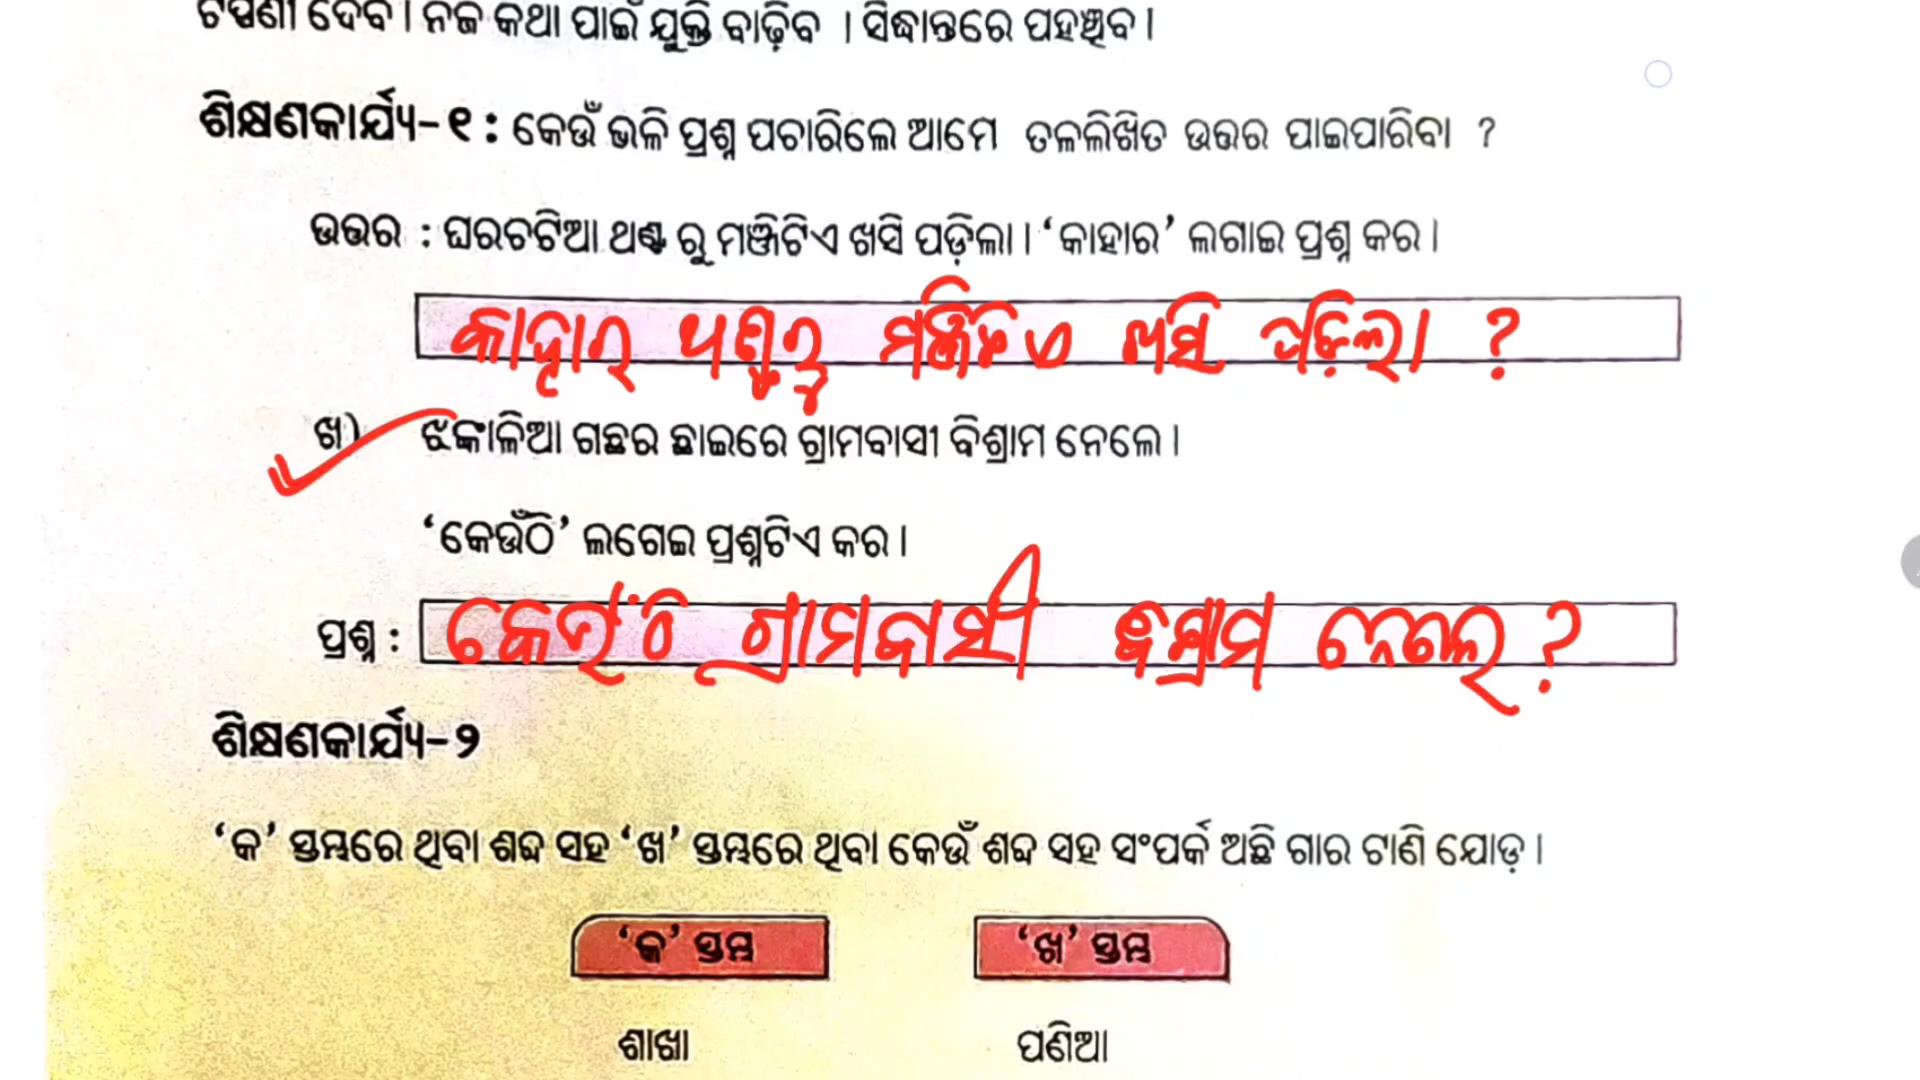 ଟିପ୍ପଣୀ ଦେବ । ନିଜ କଥା ପାଇଁ ଯୁକ୍ତି ବାଢ଼ିବ । ସିଦ୍ଧାନ୍ତରେ ପହଞ୍ଚିବ ।
ଶିକ୍ଷଣକାର୍ଯ୍ୟ-୧ : କେଉଁ ଭଳି ପ୍ରଶ୍ନ ପଚାରିଲେ ଆମେ ତଳଲିଖିତ ଉତ୍ତର ପାଇପାରିବା ?
ଉତ୍ତର : ଘରଚଟିଆ ଥଣ୍ଟ ରୁ ମଞ୍ଜିଟିଏ ଖସି ପଡ଼ିଲା । ‘କାହାର’ ଲଗାଇ ପ୍ରଶ୍ନ କର ।
କାହାର ଥଣ୍ଟରୁ ମଞ୍ଜିଟିଏ ଖସି ପଡ଼ିଲା ?
ଖ) ଝଙ୍କାଳିଆ ଗଛର ଛାଇରେ ଗ୍ରାମବାସୀ ବିଶ୍ରାମ ନେଲେ ।
‘କେଉଁଠି’ ଲଗେଇ ପ୍ରଶ୍ନଟିଏ କର ।
ପ୍ରଶ୍ନ : କେଉଁଠି ଗ୍ରାମବାସୀ ବିଶ୍ରାମ ନେଲେ ?
ଶିକ୍ଷଣକାର୍ଯ୍ୟ-୨
‘କ’ ସ୍ତମ୍ଭରେ ଥିବା ଶବ୍ଦ ସହ ‘ଖ’ ସ୍ତମ୍ଭରେ ଥିବା କେଉଁ ଶବ୍ଦ ସହ ସଂପର୍କ ଅଛି ଗାର ଟାଣି ଯୋଡ଼ ।
‘କ’ ସ୍ତମ୍ଭ ‘ଖ’ ସ୍ତମ୍ଭ
ଶାଖା ପଣିଆ